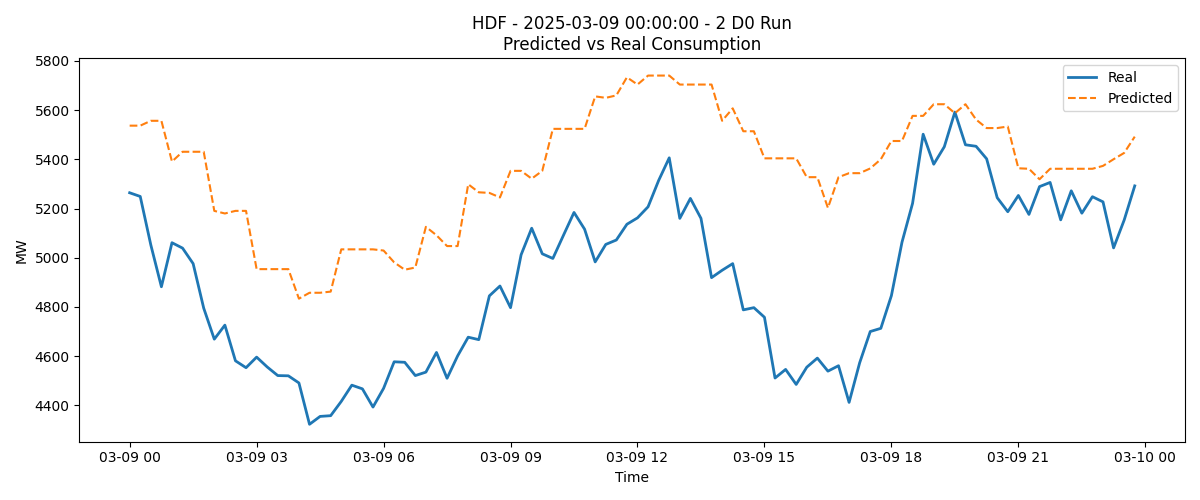 HDF - 2025-03-09 00:00:00 - 2 D0 Run
Predicted vs Real Consumption
Real
Predicted
MW
5800
5600
5400
5200
5000
4800
4600
4400
03-09 00
03-09 03
03-09 06
03-09 09
03-09 12
03-09 15
03-09 18
03-09 21
03-10 00
Time